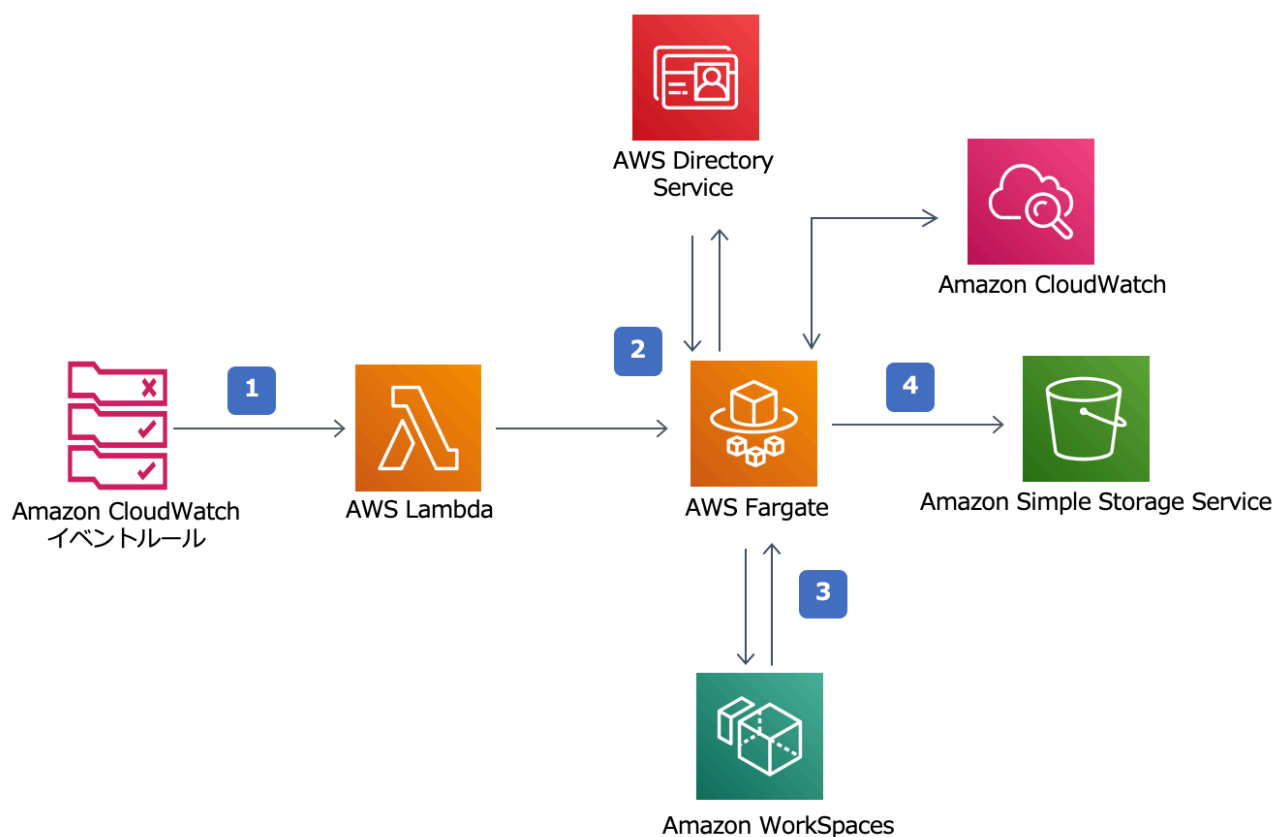 AWS Directory
Service
Amazon CloudWatch
1
2
4
Amazon CloudWatch
イベントルール
AWS Lambda
AWS Fargate
Amazon Simple Storage Service
3
Amazon WorkSpaces